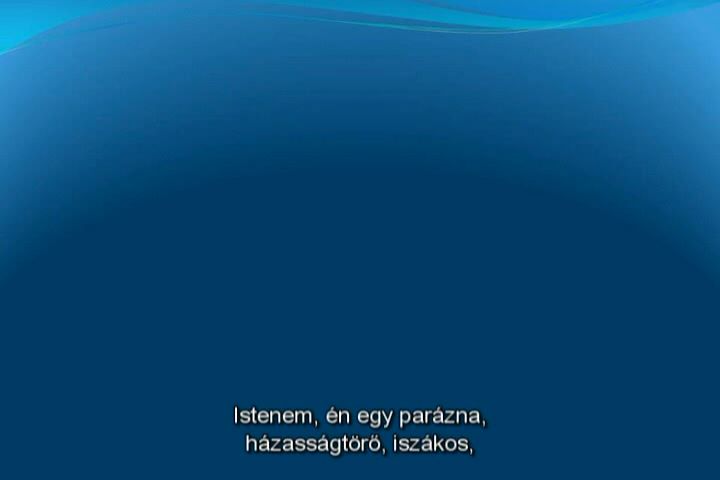 Istenem, én egy parázna,
házasságtörő, iszákos,